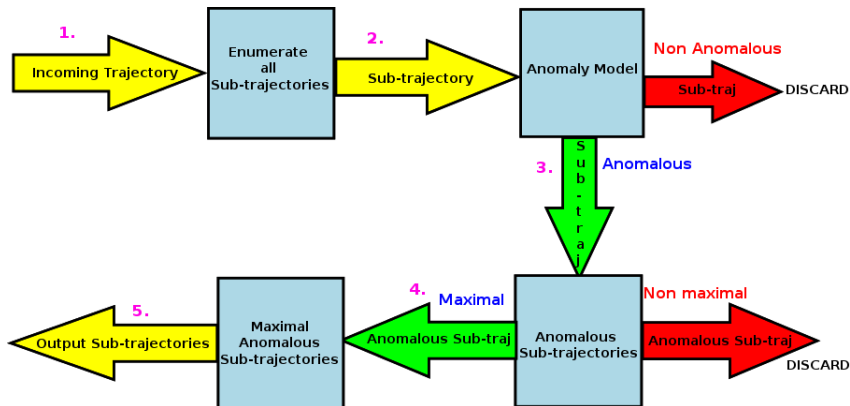 1.
Incoming Trajectory
Enumerate
all
Sub-trajectories
2.
Sub-trajectory
Anomaly Model
Non Anomalous
Sub-traj
DISCARD
3.
Sub-traj
Anomalous
5.
Output Sub-trajectories
Maximal
Anomalous
Sub-trajectories
4.
Maximal
Anomalous Sub-traj
Anomalous
Sub-trajectories
Non maximal
Anomalous Sub-traj
DISCARD